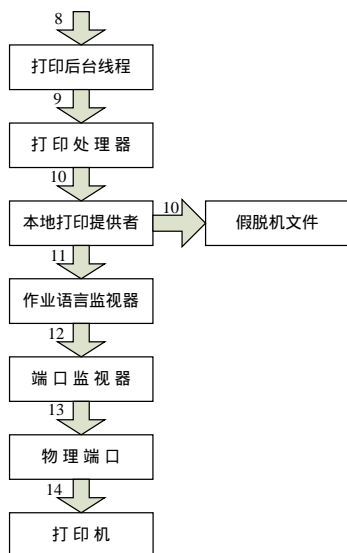 8
打印后台线程
9
打 印 处 理 器
10
本地打印提供者
10
假脱机文件
11
作业语言监视器
12
端 口 监 视 器
13
物 理 端 口
14
打 印 机